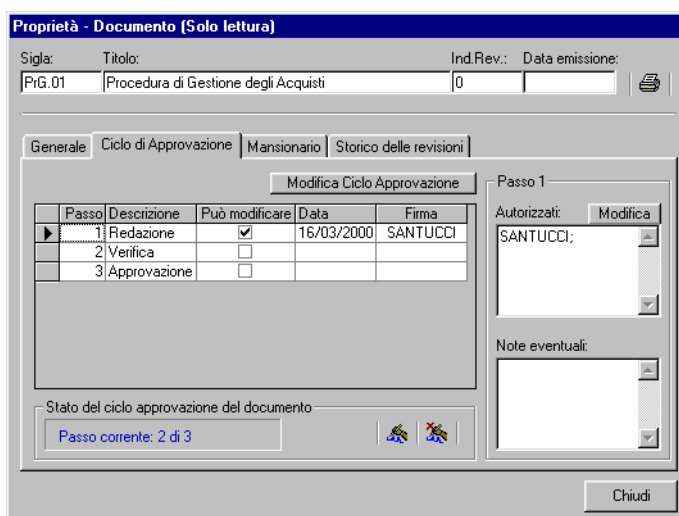 Proprietà - Documento (Solo lettura)
Sigla: Titolo: Ind.Rev.: Data emissione:
PrG.01 Procedura di Gestione degli Acquisti 0
Generale Ciclo di Approvazione Mansionario Storico delle revisioni
Modifica Ciclo Approvazione
Passo Descrizione Può modificare Data Firma
1 Redazione 16/03/2000 SANTUCCI
2 Verifica
3 Approvazione
Stato del ciclo approvazione del documento
Passo corrente: 2 di 3
Passo 1
Autorizzati: Modifica
SANTUCCI;
Note eventuali:
Chiudi